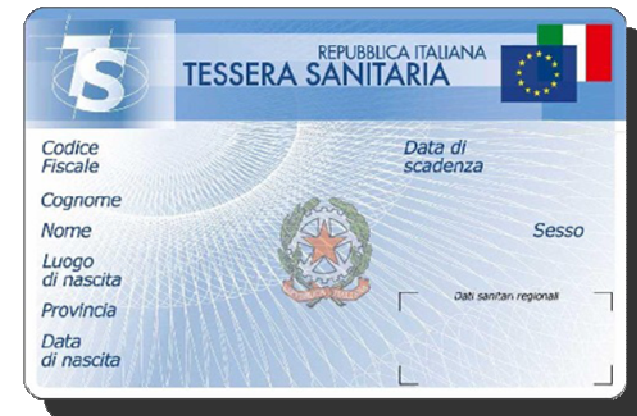 TS
REPUBBLICA ITALIANA
TESSERA SANITARIA
Codice
Fiscale
Data di
scadenza
Cognome
Nome
Sesso
Luogo
di nascita
Dati sanitari regionali
Provincia
Data
di nascita